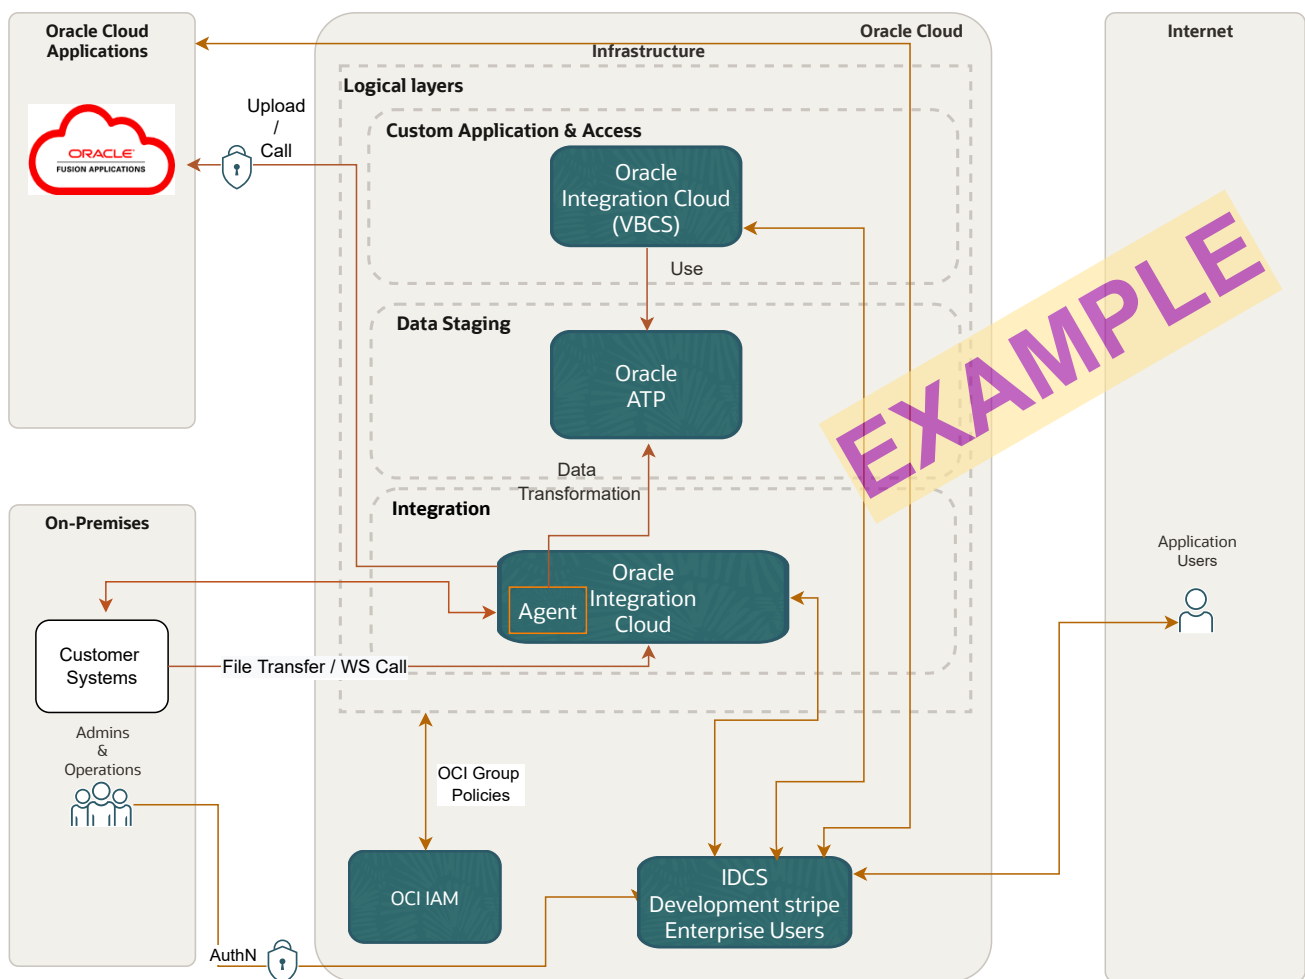 Oracle Cloud
Applications
ORACLE
FUSION APPLICATIONS
Upload
/
Call
Oracle Cloud
Infrastructure
Logical layers
Custom Application & Access
Oracle
Integration Cloud
(VBCS)
Use
Data Staging
Oracle
ATP
Data
Transformation
Integration
Oracle
Integration
Cloud
Agent
Internet
EXAMPLE
Application
Users
On-Premises
Customer
Systems
File Transfer / WS Call
Admins
&
Operations
OCI Group
Policies
OCI IAM
IDCS
Development stripe
Enterprise Users
AuthN